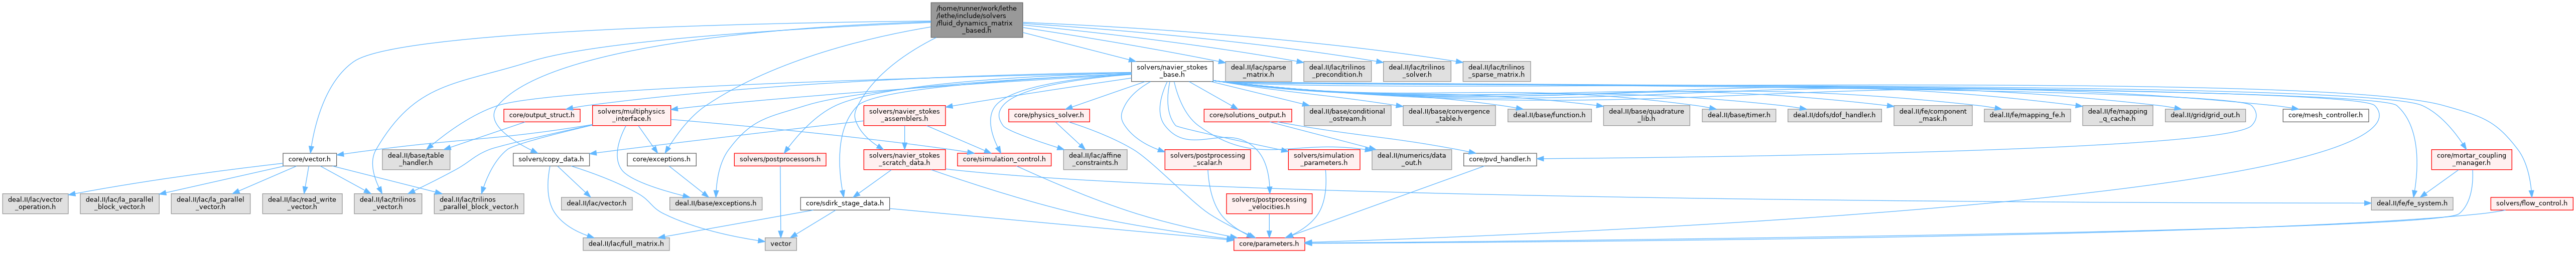 /home/runner/work/lethe
/lethe/include/solvers
/fluid_dynamics_matrix
_based.h
solvers/navier_stokes
_base.h
deal.II/lac/sparse
_matrix.h
deal.II/lac/trilinos
_precondition.h
deal.II/lac/trilinos
_solver.h
deal.II/lac/trilinos
_sparse_matrix.h
core/output_struct.h
solvers/multiphysics
_interface.h
solvers/navier_stokes
_assemblers.h
core/physics_solver.h
core/solutions_output.h
deal.II/base/conditional
_ostream.h
deal.II/base/convergence
_table.h
deal.II/base/function.h
deal.II/base/quadrature
_lib.h
deal.II/base/timer.h
deal.II/dofs/dof_handler.h
deal.II/fe/component
_mask.h
deal.II/fe/mapping_fe.h
deal.II/fe/mapping
_q_cache.h
deal.II/grid/grid_out.h
core/mesh_controller.h
core/vector.h
deal.II/base/table
_handler.h
solvers/copy_data.h
core/exceptions.h
solvers/postprocessors.h
solvers/navier_stokes
_scratch_data.h
core/simulation_control.h
deal.II/lac/affine
_constraints.h
solvers/postprocessing
_scalar.h
solvers/simulation
_parameters.h
deal.II/numerics/data
_out.h
core/pvd_handler.h
core/mortar_coupling
_manager.h
deal.II/lac/vector
_operation.h
deal.II/lac/la_parallel
_block_vector.h
deal.II/lac/la_parallel
_vector.h
deal.II/lac/read_write
_vector.h
deal.II/lac/trilinos
_vector.h
deal.II/lac/trilinos
_parallel_block_vector.h
deal.II/lac/vector.h
deal.II/base/exceptions.h
core/sdirk_stage_data.h
solvers/postprocessing
_velocities.h
deal.II/fe/fe_system.h
solvers/flow_control.h
deal.II/lac/full_matrix.h
vector
core/parameters.h